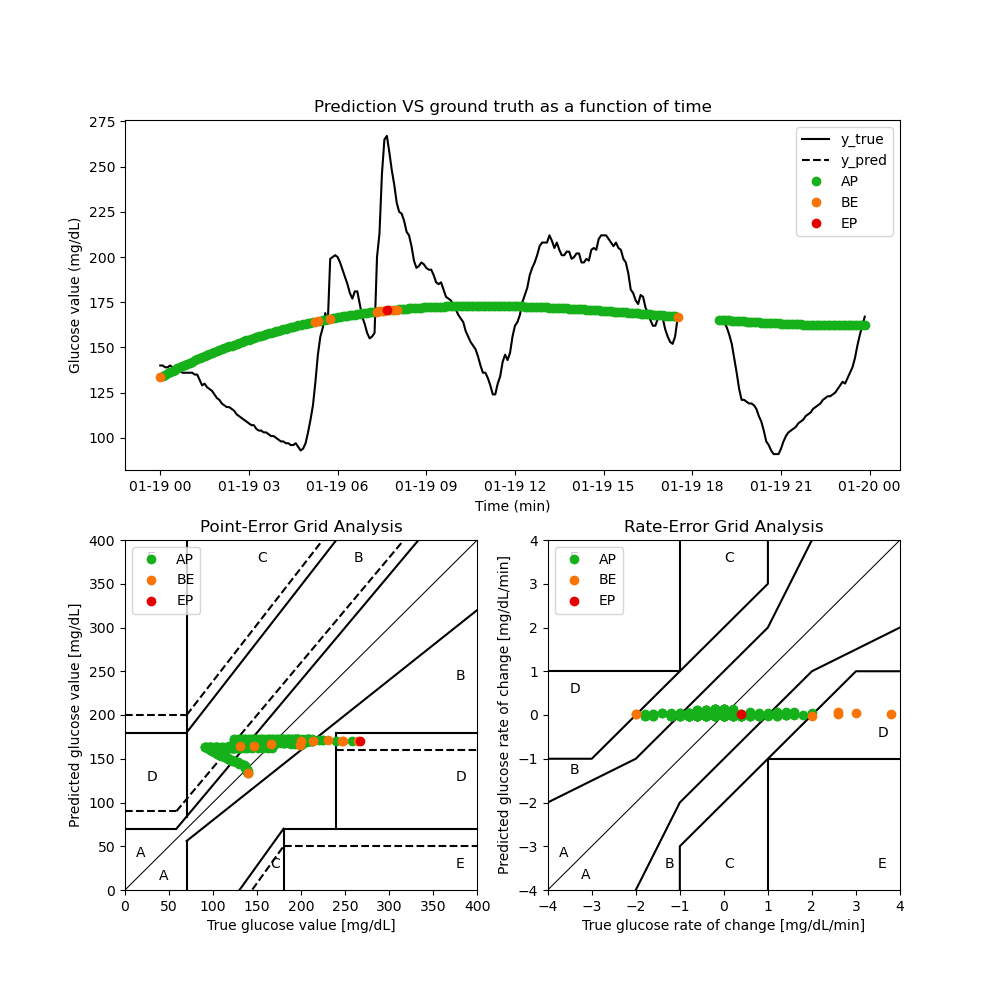 Prediction VS ground truth as a function of time
Glucose value (mg/dL)
275
250
225
200
175
150
125
100
y_true
y_pred
AP
BE
EP
01-19 00 01-19 03 01-19 06 01-19 09 01-19 12 01-19 15 01-19 18 01-19 21 01-20 00
Time (min)
Point-Error Grid Analysis
Predicted glucose value [mg/dL]
400
350
300
250
200
150
100
50
0
AP
BE
EP
C B
B
D D
A
A C E
0 50 100 150 200 250 300 350 400
True glucose value [mg/dL]
Rate-Error Grid Analysis
Predicted glucose rate of change [mg/dL/min]
4
3
2
1
0
−1
−2
−3
−4
AP
BE
EP
C
D
D
B
A
A B C E
−4 −3 −2 −1 0 1 2 3 4
True glucose rate of change [mg/dL/min]